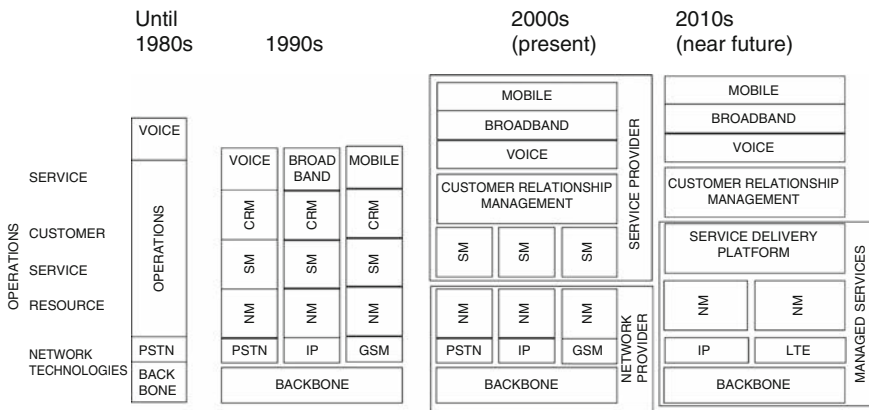 Until
1980s
1990s
2000s
(present)
2010s
(near future)
OPERATIONS
SERVICE
CUSTOMER
SERVICE
RESOURCE
NETWORK
TECHNOLOGIES
VOICE
OPERATIONS
PSTN
BACK
BONE
VOICE
BROAD
BAND
MOBILE
CRM
CRM
CRM
SM
SM
SM
NM
NM
NM
PSTN
IP
GSM
BACKBONE
MOBILE
BROADBAND
VOICE
CUSTOMER RELATIONSHIP
MANAGEMENT
SM
SM
SM
SERVICE PROVIDER
NM
NM
NM
PSTN
IP
GSM
BACKBONE
NETWORK
PROVIDER
MOBILE
BROADBAND
VOICE
CUSTOMER RELATIONSHIP
MANAGEMENT
SERVICE DELIVERY
PLATFORM
NM
NM
IP
LTE
BACKBONE
MANAGED SERVICES